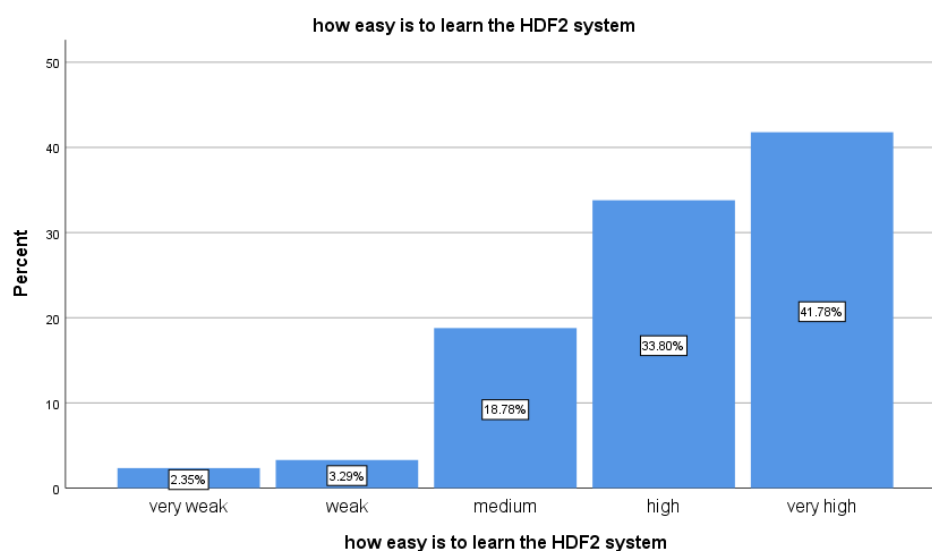 how easy is to learn the HDF2 system
50
40
30
20
10
0
Percent
2.35%
3.29%
18.78%
33.80%
41.78%
very weak
weak
medium
high
very high
how easy is to learn the HDF2 system